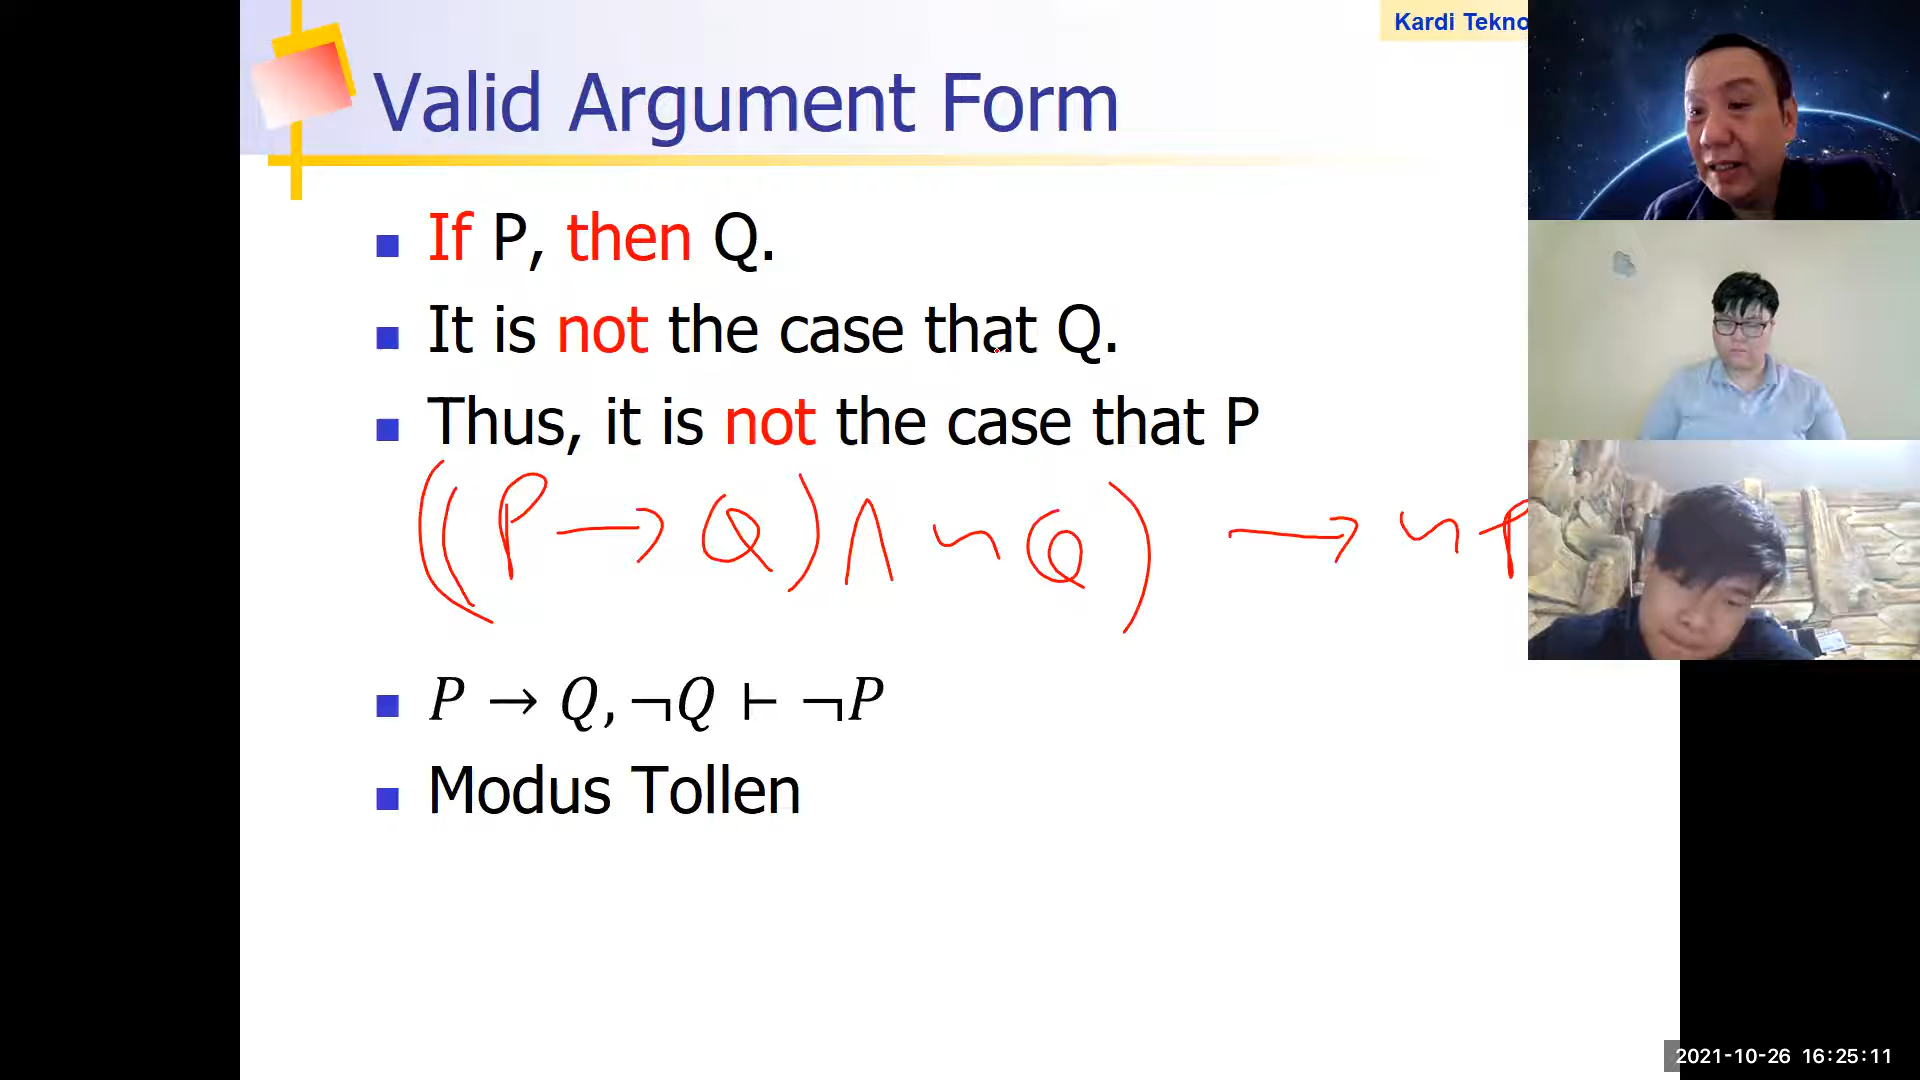 Kardi Tekno
Valid Argument Form
If P, then Q.
It is not the case that Q.
Thus, it is not the case that P
((P → Q) ∧ ~Q) → ~P
P → Q, ¬Q ⊢ ¬P
Modus Tollen
2021-10-26 16:25:11